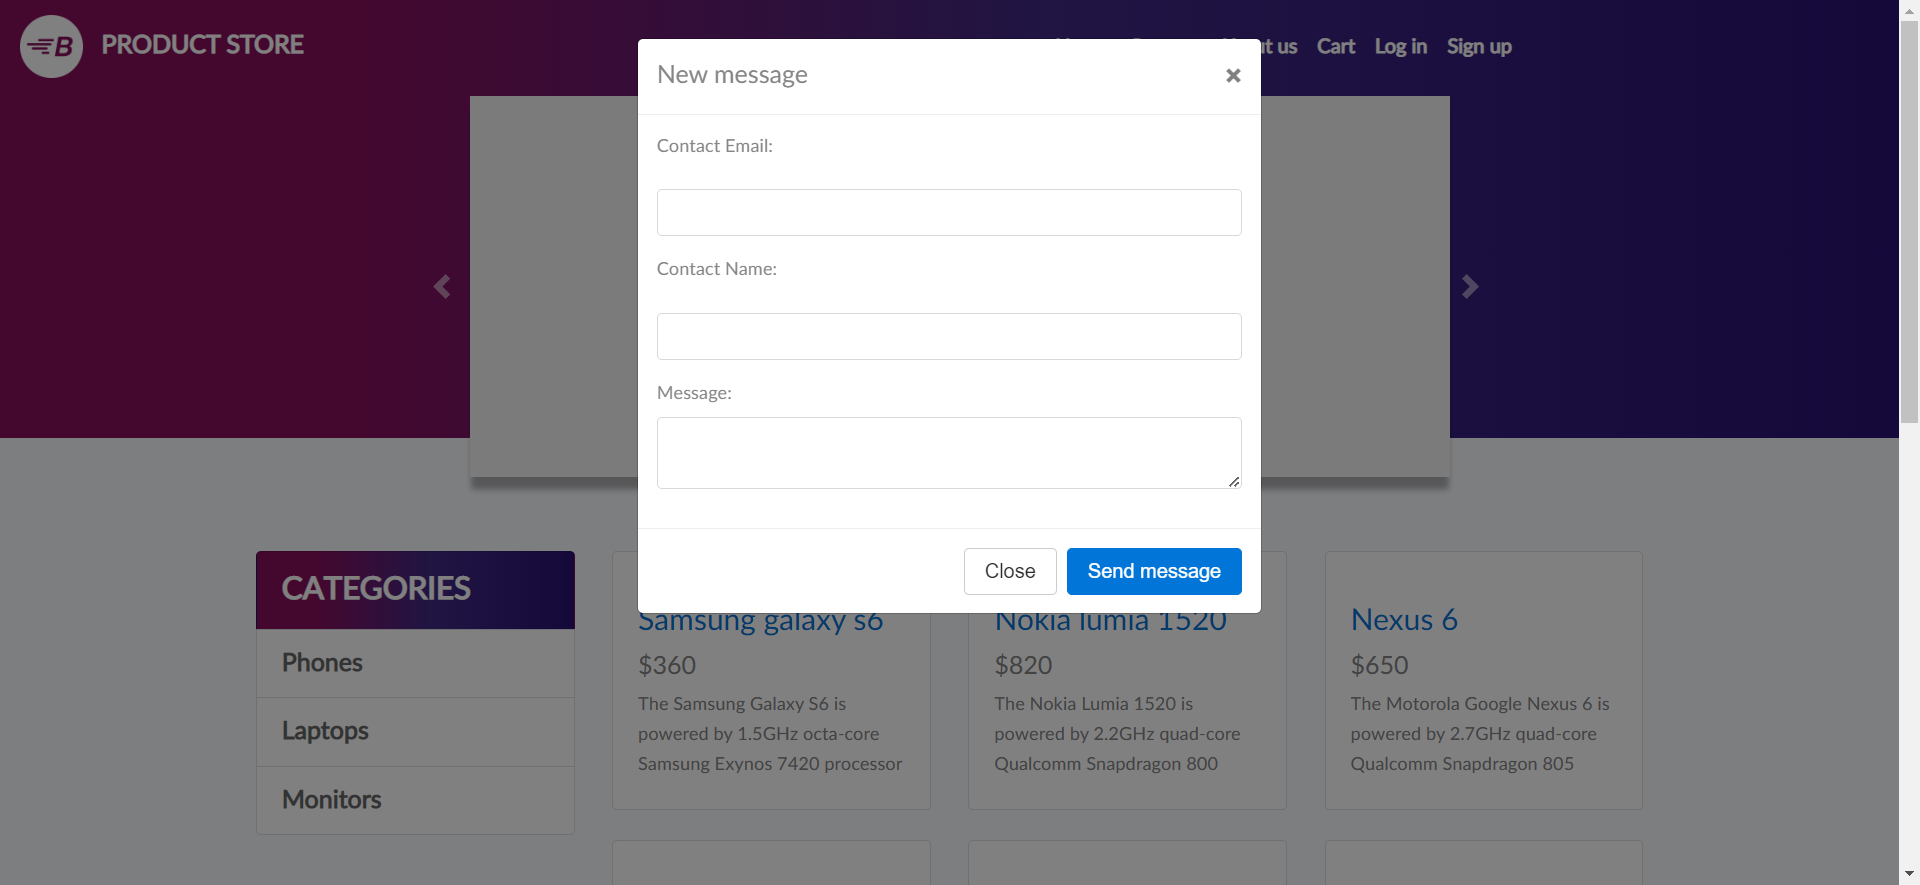 B PRODUCT STORE
t us Cart Log in Sign up
New message
×
Contact Email:
Contact Name:
Message:
Close Send message
CATEGORIES
Phones
Laptops
Monitors
Samsung galaxy s6
$360
The Samsung Galaxy S6 is
powered by 1.5GHz octa-core
Samsung Exynos 7420 processor
Nokia lumia 1520
$820
The Nokia Lumia 1520 is
powered by 2.2GHz quad-core
Qualcomm Snapdragon 800
Nexus 6
$650
The Motorola Google Nexus 6 is
powered by 2.7GHz quad-core
Qualcomm Snapdragon 805